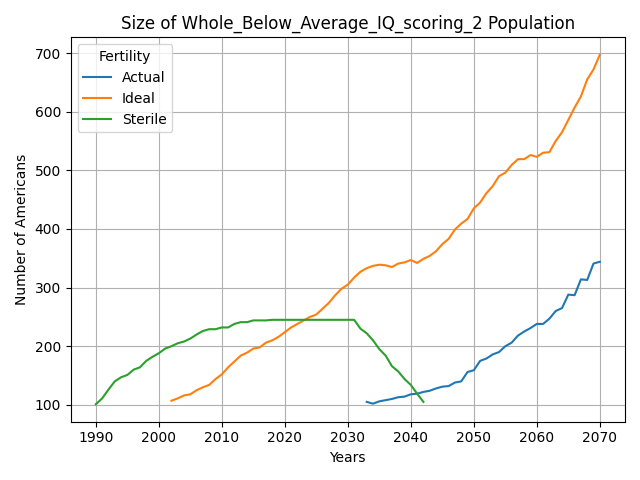 Size of Whole_Below_Average_IQ_scoring_2 Population
Fertility
Actual
Ideal
Sterile
Number of Americans
700
600
500
400
300
200
100
1990
2000
2010
2020
2030
2040
2050
2060
2070
Years